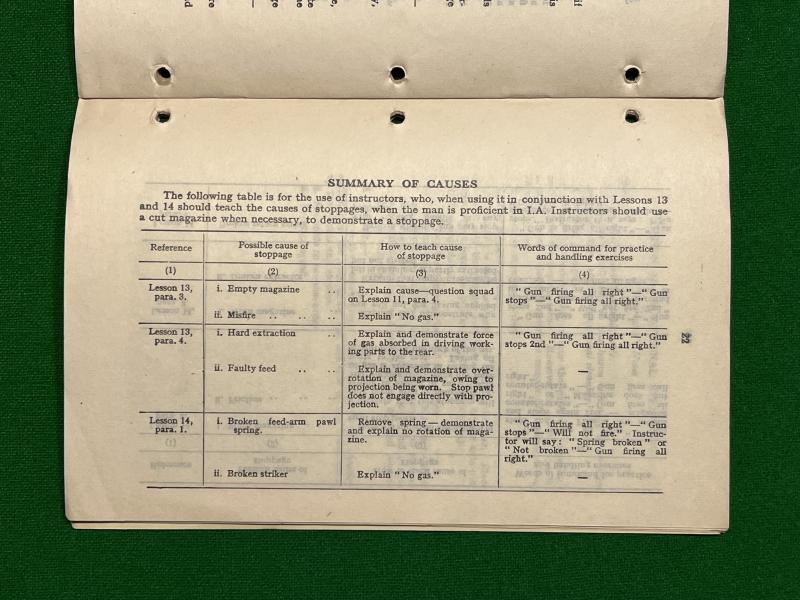 SUMMARY OF CAUSES
The following table is for the use of instructors, who, when using it in conjunction with Lessons 13
and 14 should teach the causes of stoppages, when the man is proficient in I.A. Instructors should use
a cut magazine when necessary, to demonstrate a stoppage.
Reference
Possible cause of
stoppage
How to teach cause
of stoppage
Words of command for practice
and handling exercises
(1)
(2)
(3)
(4)
Lesson 13,
para. 3.
i. Empty magazine ..
Explain cause—question squad
on Lesson 11, para. 4.
" Gun firing all right "—" Gun
stops "—" Gun firing all right."
ii. Misfire .. .. ..
Explain " No gas."
Lesson 13,
para. 4.
i. Hard extraction ..
Explain and demonstrate force
of gas absorbed in driving work-
ing parts to the rear.
" Gun firing all right "—" Gun
stops 2nd "—" Gun firing all right."
ii. Faulty feed .. ..
Explain and demonstrate over-
rotation of magazine, owing to
projection being worn. Stop pawl
does not engage directly with pro-
jection.
—
Lesson 14,
para. 1.
i. Broken feed-arm pawl
spring.
Remove spring — demonstrate
and explain no rotation of maga-
zine.
" Gun firing all right "—" Gun
stops "—" Will not fire." Instruc-
tor will say : " Spring broken " or
" Not broken "—" Gun firing all
right."
ii. Broken striker
Explain " No gas."
—
22